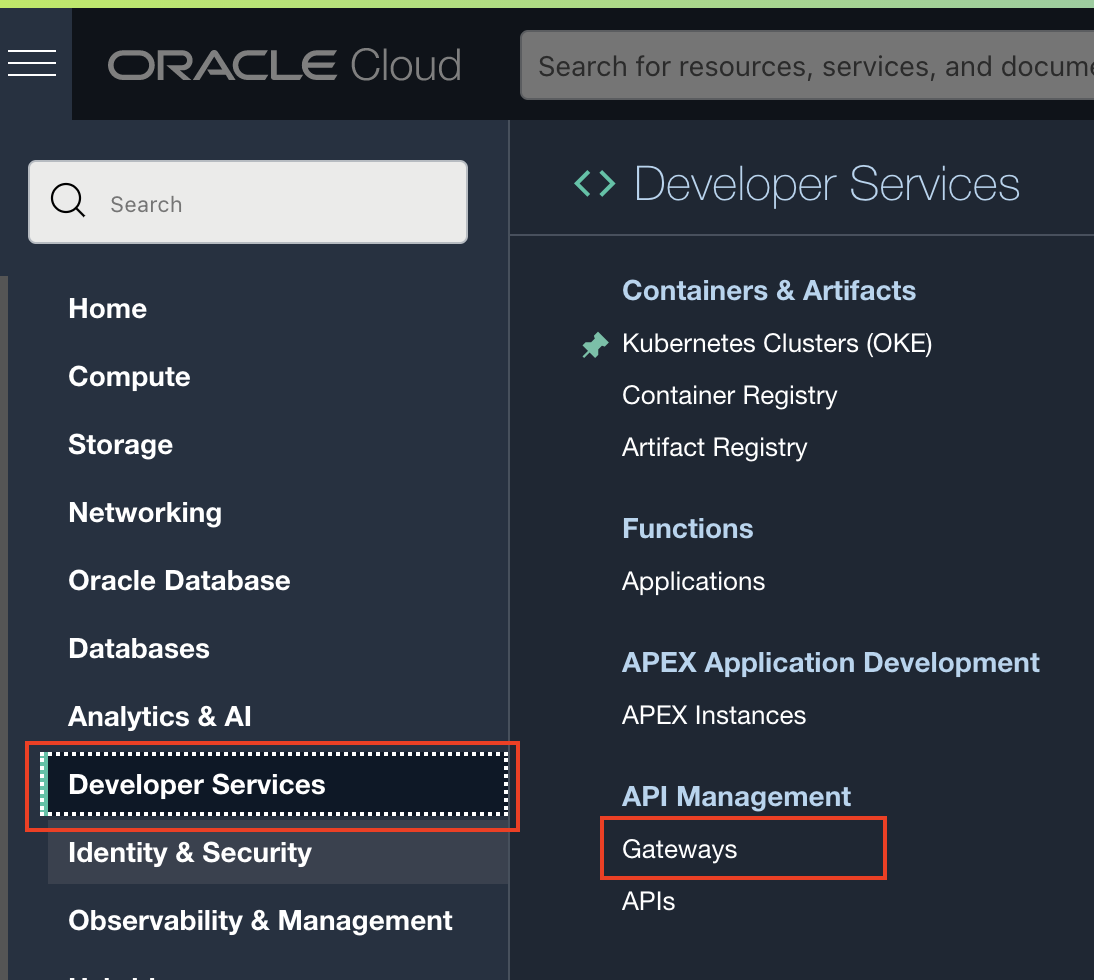 ORACLE Cloud
Search for resources, services, and docume
Search
Home
Compute
Storage
Networking
Oracle Database
Databases
Analytics & AI
Developer Services
Identity & Security
Observability & Management
Developer Services
Containers & Artifacts
Kubernetes Clusters (OKE)
Container Registry
Artifact Registry
Functions
Applications
APEX Application Development
APEX Instances
API Management
Gateways
APIs